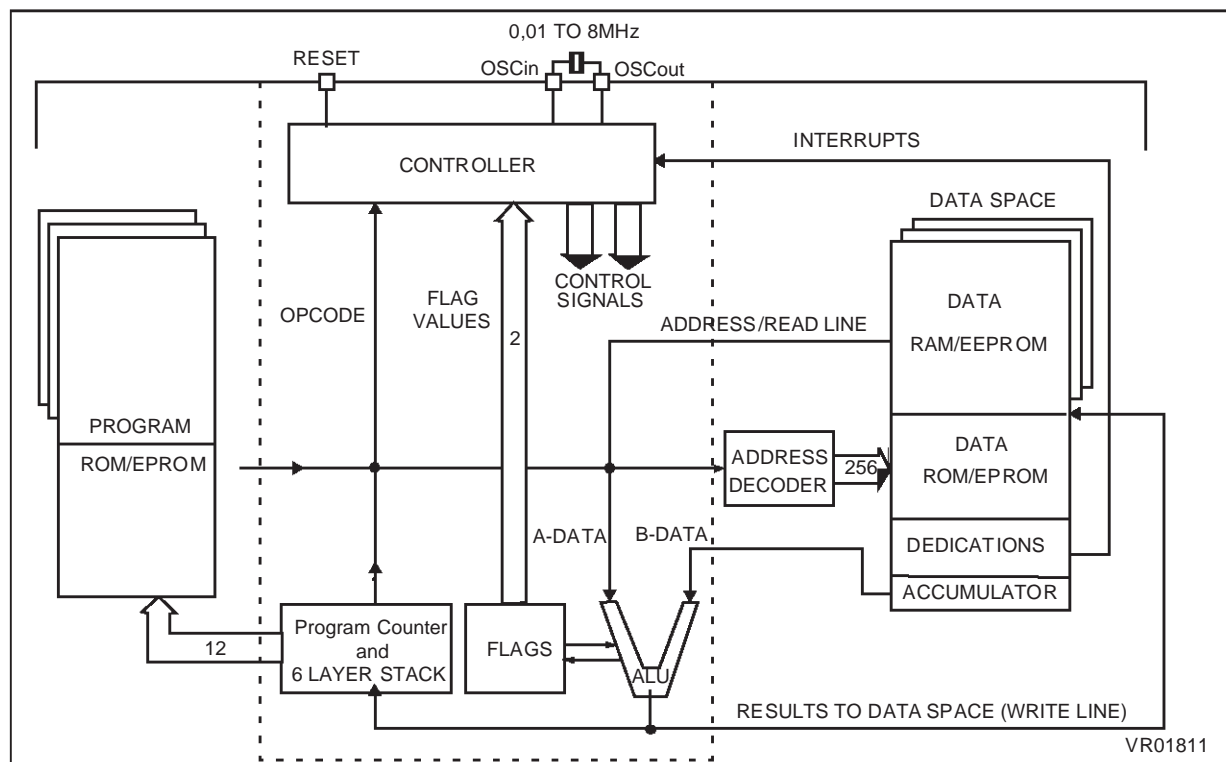 0,01 TO 8MHz
RESET
OSCin
OSCout
CONTROLLER
INTERRUPTS
DATA SPACE
CONTROL
SIGNALS
OPCODE
FLAG
VALUES
2
ADDRESS/READ LINE
DATA
RAM/EEPROM
PROGRAM
ROM/EPROM
ADDRESS
DECODER
256
DATA
ROM/EPROM
A-DATA
B-DATA
DEDICATIONS
ACCUMULATOR
12
Program Counter
and
6 LAYER STACK
FLAGS
ALU
RESULTS TO DATA SPACE (WRITE LINE)
VR01811